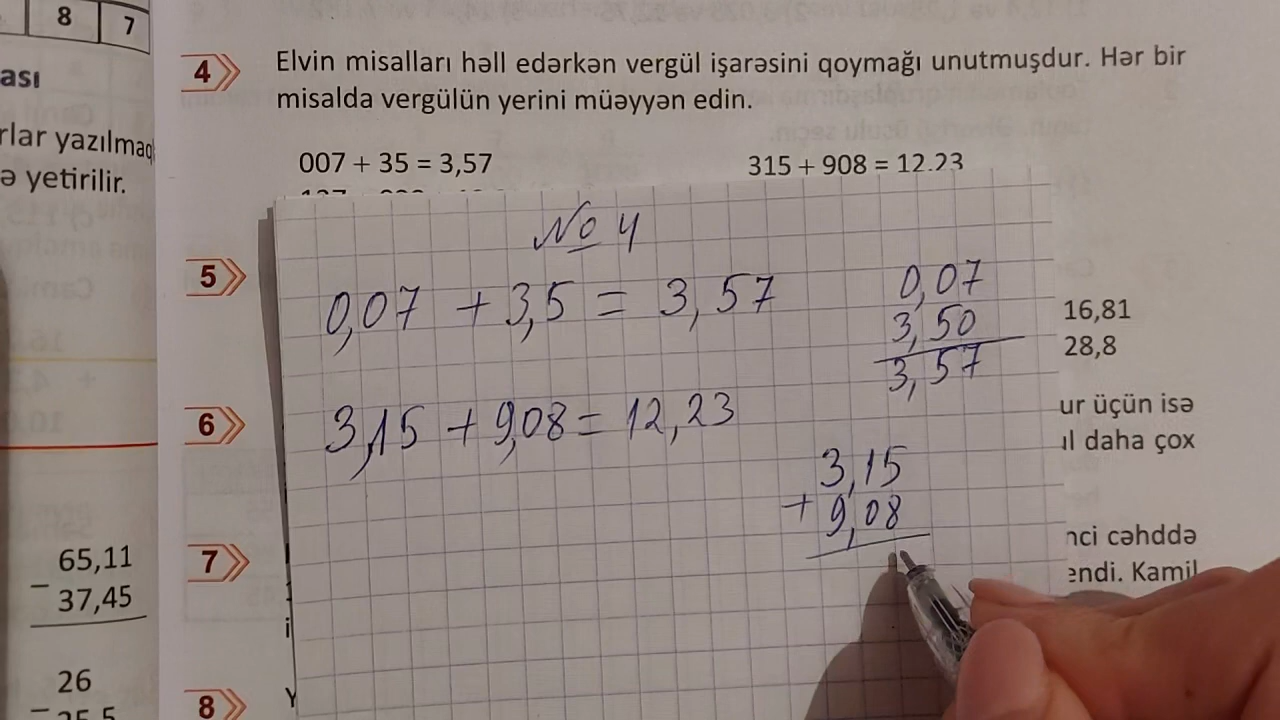 8 7
ası
rlar yazılmaq
ə yetirilir.
65,11
− 37,45
26
4 Elvin misalları həll edərkən vergül işarəsini qoymağı unutmuşdur. Hər bir
misalda vergülün yerini müəyyən edin.
007 + 35 = 3,57
315 + 908 = 12,23
№ 4
0,07 + 3,5 = 3,57
0,07
3,50
3,57
3,15 + 9,08 = 12,23
3,15
+ 9,08
5
16,81
28,8
6
ur üçün isə
daha çox
7
nci cəhddə
endi. Kamil
8